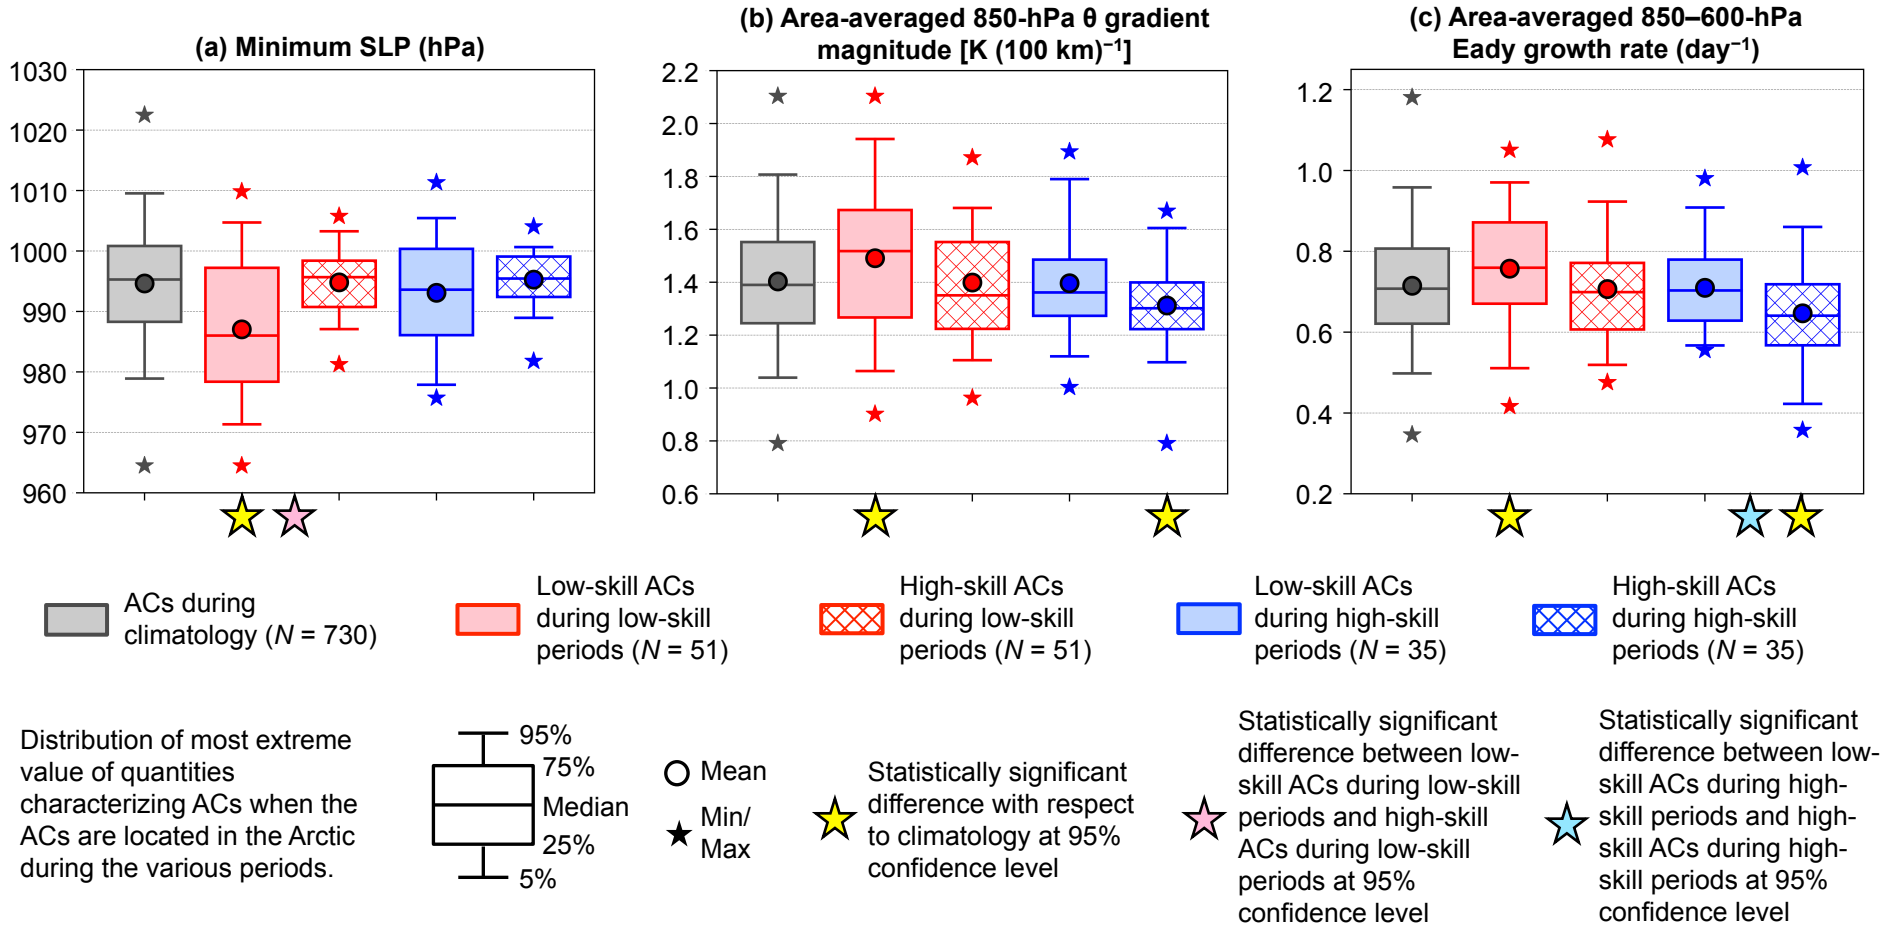 (a) Minimum SLP (hPa)
1030
1020
1010
1000
990
980
970
960
(b) Area-averaged 850-hPa θ gradient
magnitude [K (100 km)⁻¹]
2.2
2.0
1.8
1.6
1.4
1.2
1.0
0.8
0.6
(c) Area-averaged 850–600-hPa
Eady growth rate (day⁻¹)
1.2
1.0
0.8
0.6
0.4
0.2
ACs during
climatology (N = 730)
Low-skill ACs
during low-skill
periods (N = 51)
High-skill ACs
during low-skill
periods (N = 51)
Low-skill ACs
during high-skill
periods (N = 35)
High-skill ACs
during high-skill
periods (N = 35)
Distribution of most extreme
value of quantities
characterizing ACs when the
ACs are located in the Arctic
during the various periods.
95%
75%
Median
25%
5%
Mean
Min/
Max
Statistically significant
difference with respect
to climatology at 95%
confidence level
Statistically significant
difference between low-
skill ACs during low-skill
periods and high-skill
ACs during low-skill
periods at 95%
confidence level
Statistically significant
difference between low-
skill ACs during high-
skill periods and high-
skill ACs during high-
skill periods at 95%
confidence level